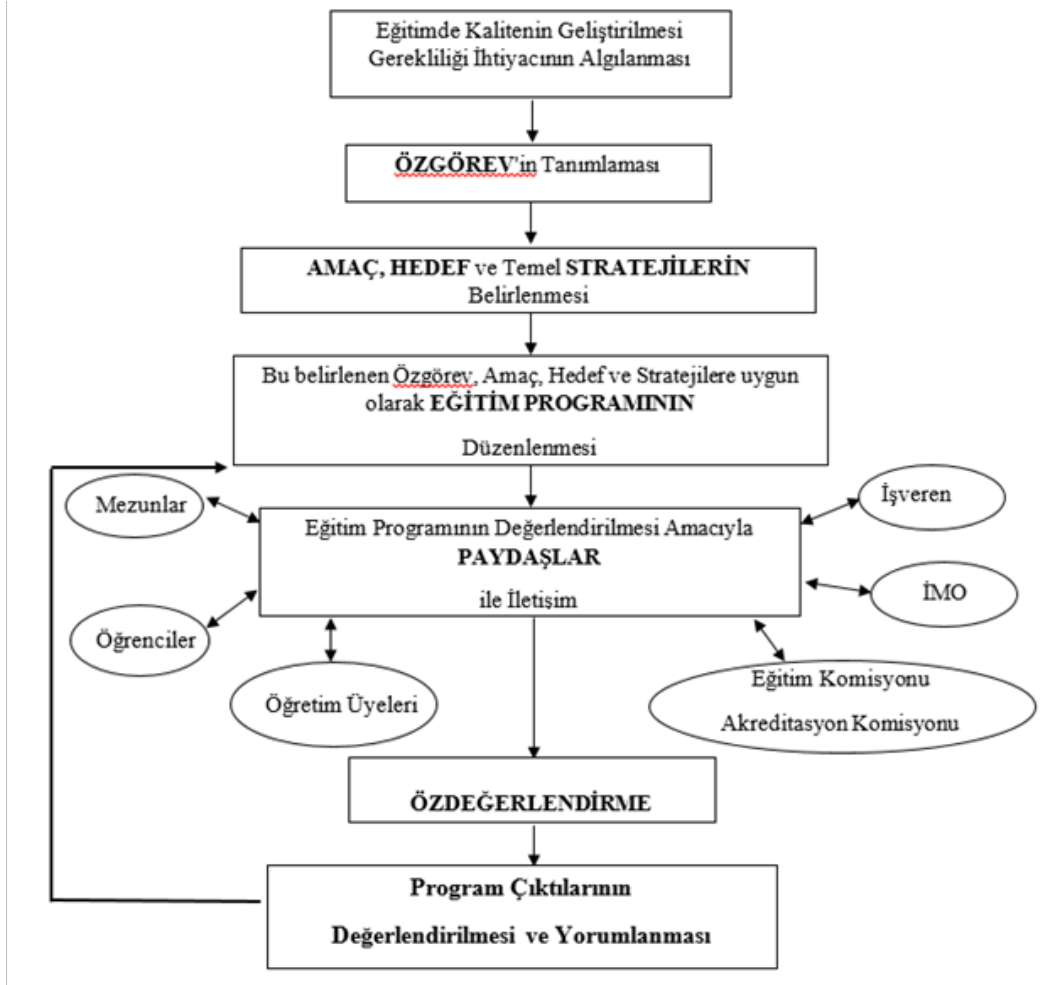 Eğitimde Kalitenin Geliştirilmesi
Gerekliliği İhtiyacının Algılanması
ÖZGÖREV'in Tanımlaması
AMAÇ, HEDEF ve Temel STRATEJİLERİN
Belirlenmesi
Bu belirlenen Özgörev, Amaç, Hedef ve Stratejilere uygun
olarak EĞİTİM PROGRAMININ
Düzenlenmesi
Mezunlar
İşveren
Eğitim Programının Değerlendirilmesi Amacıyla
PAYDAŞLAR
ile İletişim
İMO
Öğrenciler
Öğretim Üyeleri
Eğitim Komisyonu
Akreditasyon Komisyonu
ÖZDEĞERLENDİRME
Program Çıktılarının
Değerlendirilmesi ve Yorumlanması